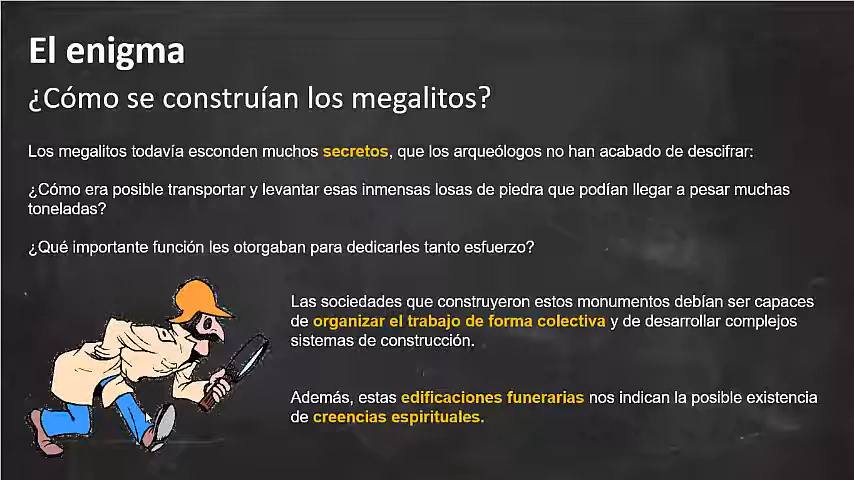 El enigma
¿Cómo se construían los megalitos?
Los megalitos todavía esconden muchos secretos, que los arqueólogos no han acabado de descifrar:
¿Cómo era posible transportar y levantar esas inmensas losas de piedra que podían llegar a pesar muchas
toneladas?
¿Qué importante función les otorgaban para dedicarles tanto esfuerzo?
Las sociedades que construyeron estos monumentos debían ser capaces
de organizar el trabajo de forma colectiva y de desarrollar complejos
sistemas de construcción.
Además, estas edificaciones funerarias nos indican la posible existencia
de creencias espirituales.